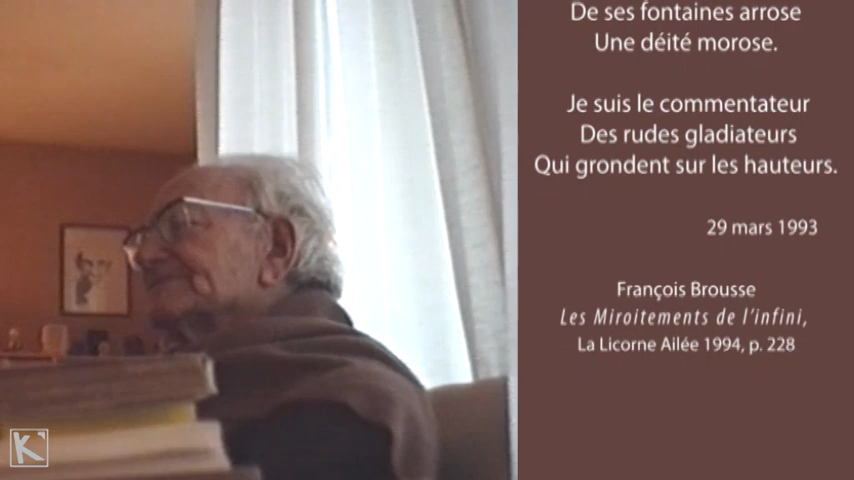 De ses fontaines arrose
Une déité morose.
Je suis le commentateur
Des rudes gladiateurs
Qui grondent sur les hauteurs.
29 mars 1993
François Brousse
Les Miroitements de l'infini,
La Licorne Ailée 1994, p. 228
K